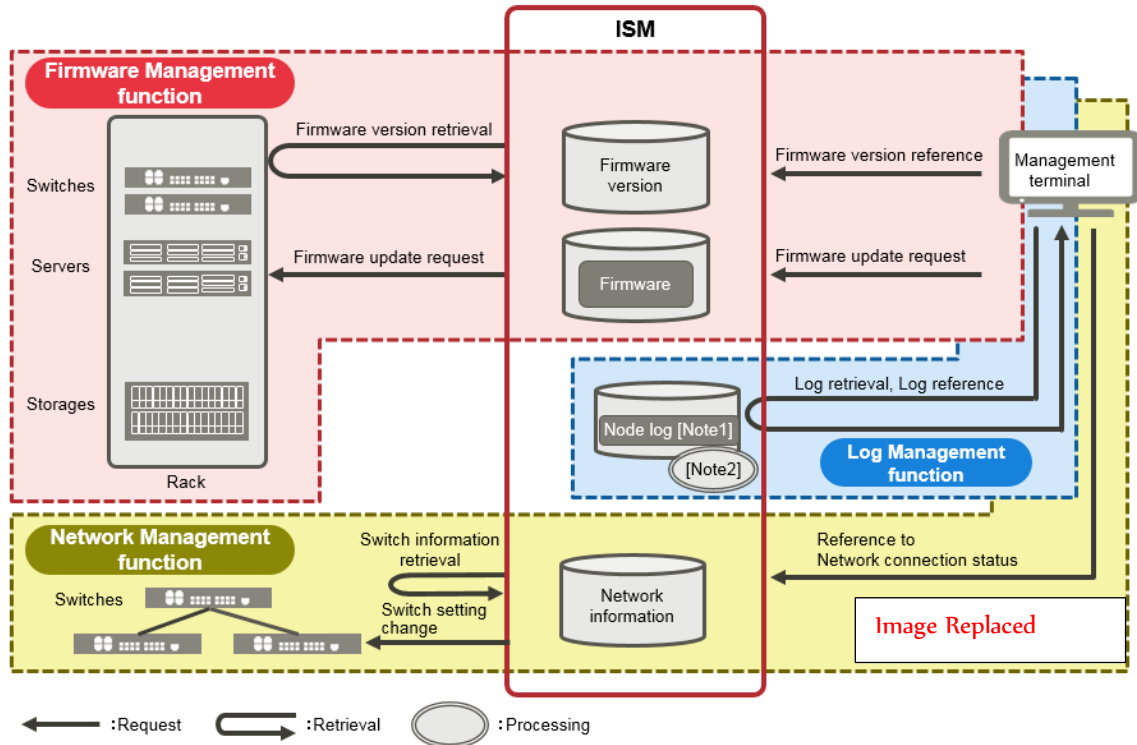 ISM
Firmware Management
function
Firmware version retrieval
Firmware
version
Firmware version reference
Management
terminal
Switches
Servers
Firmware update request
Firmware
Firmware update request
Storages
Rack
Log retrieval, Log reference
Node log [Note1]
[Note2]
Log Management
function
Network Management
function
Switch information
retrieval
Reference to
Network connection status
Switches
Network
information
Switch setting
change
Image Replaced
:Request
:Retrieval
:Processing